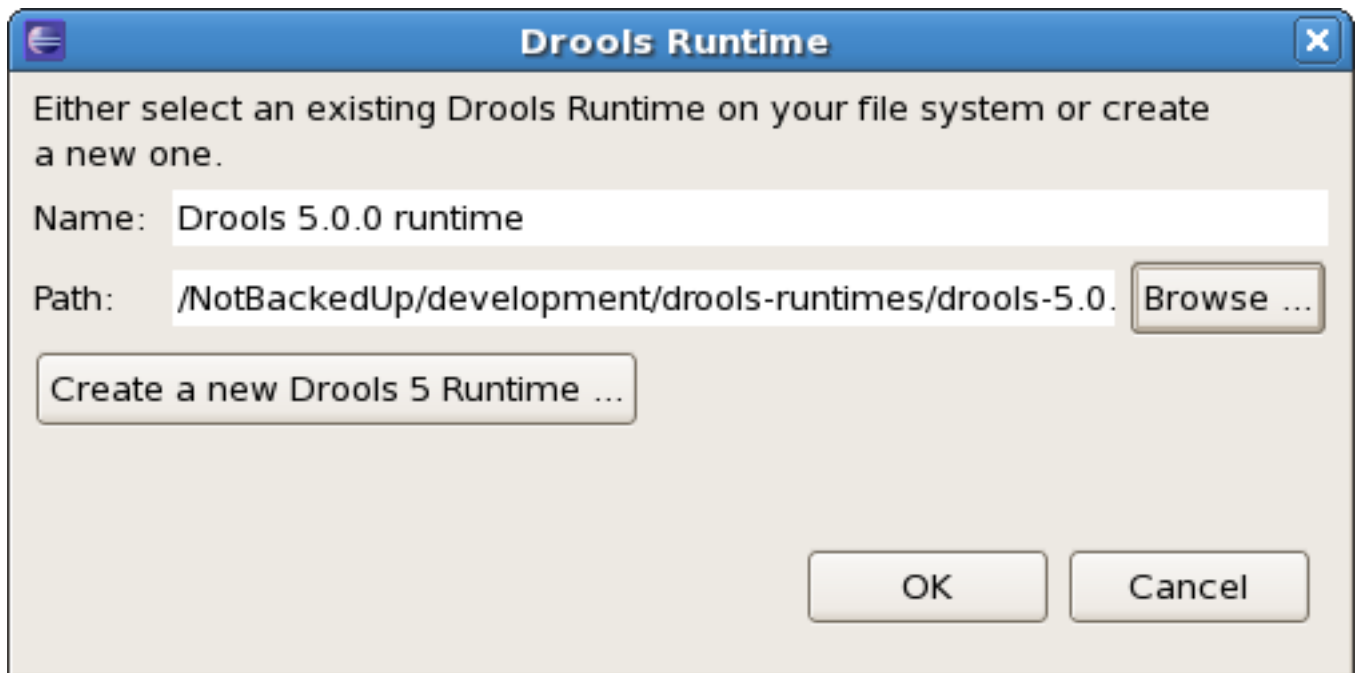 Drools Runtime
Either select an existing Drools Runtime on your file system or create
a new one.
Name: Drools 5.0.0 runtime
Path: /NotBackedUp/development/drools-runtimes/drools-5.0. Browse ...
Create a new Drools 5 Runtime ...
OK Cancel